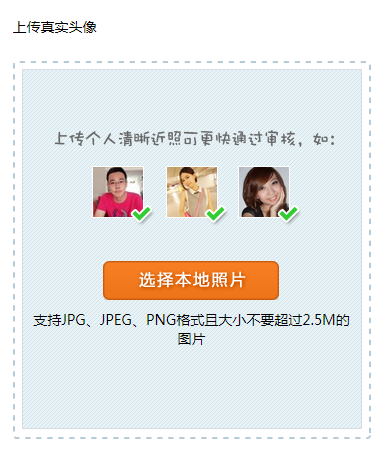 上传真实头像
上传个人清晰近照可更快通过审核，如：
选择本地照片
支持JPG、JPEG、PNG格式且大小不要超过2.5M的
图片